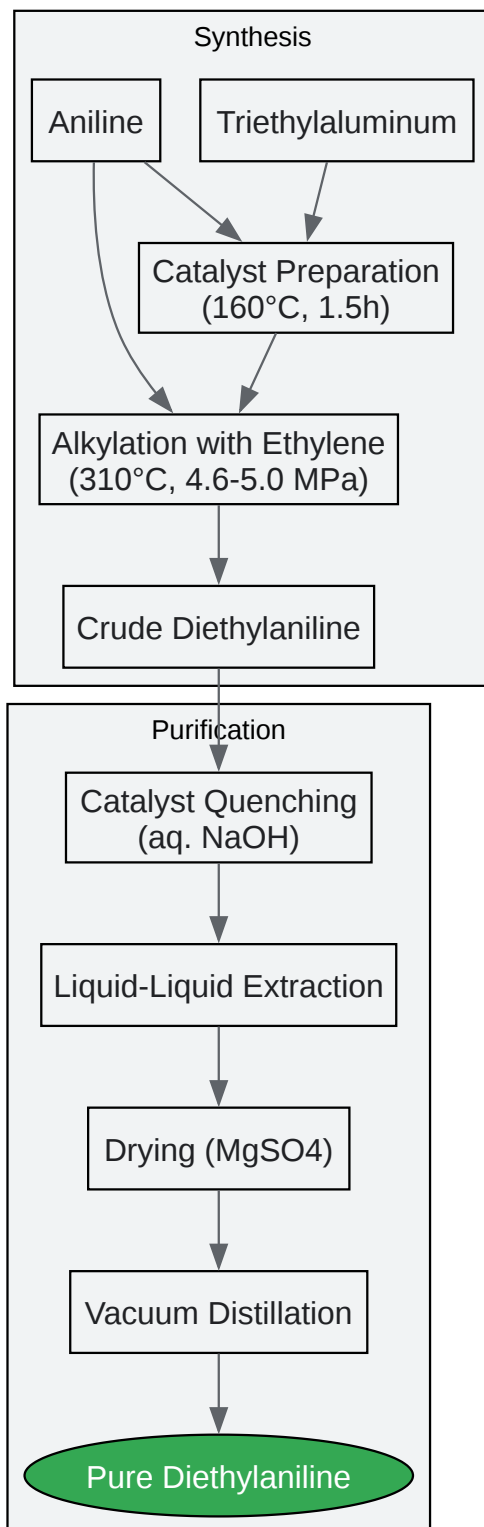 Synthesis
Aniline
Triethylaluminum
Catalyst Preparation
(160°C, 1.5h)
Alkylation with Ethylene
(310°C, 4.6-5.0 MPa)
Crude Diethylaniline
Purification
Catalyst Quenching
(aq. NaOH)
Liquid-Liquid Extraction
Drying (MgSO4)
Vacuum Distillation
Pure Diethylaniline